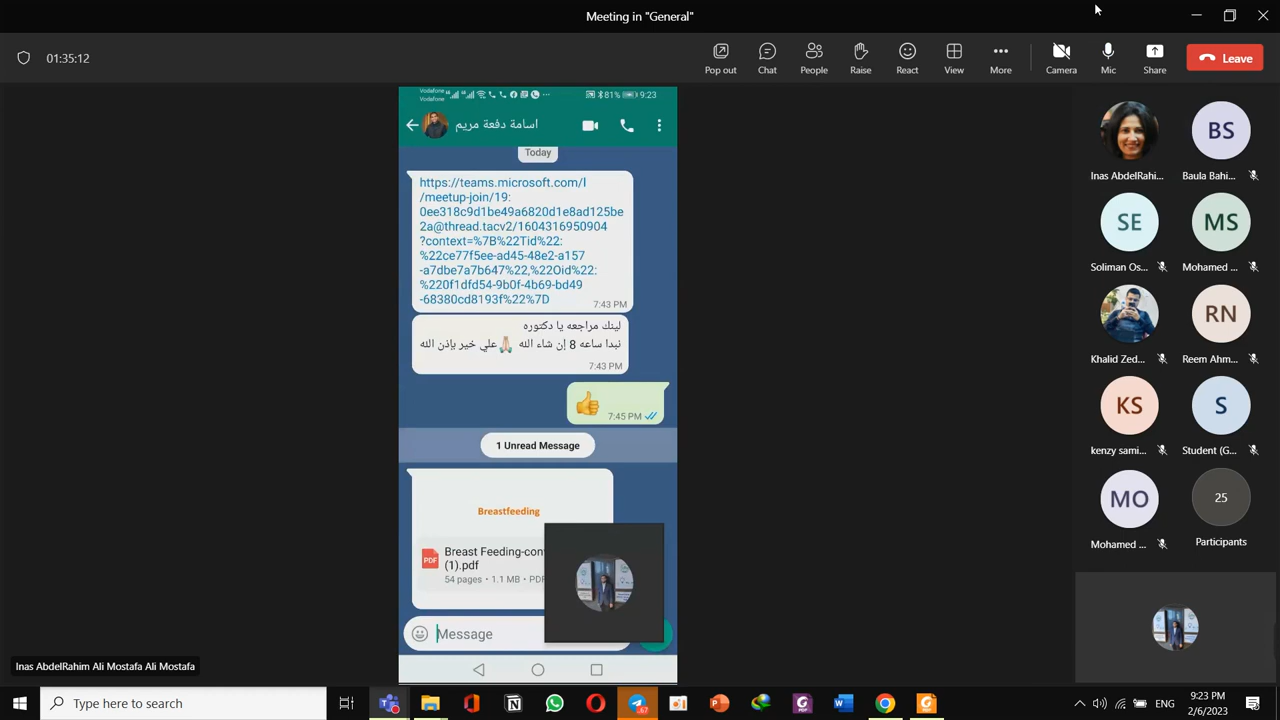 Meeting in "General"
01:35:12
Pop out
Chat
People
Raise
React
View
More
Camera
Mic
Share
Leave
Vodafone
Vodafone
81%
9:23
اسامة دفعة مريم
Today
https://teams.microsoft.com/l
/meetup-join/19:
0ee318c9d1be49a6820d1e8ad125be
2a@thread.tacv2/1604316950904
?context=%7B%22Tid%22:
%22ce77f5ee-ad45-48e2-a157
-a7dbe7a7b647%22,%22Oid%22:
%220f1dfd54-9b0f-4b69-bd49
-68380cd8193f%22%7D
7:43 PM
لينك مراجعه يا دكتوره
نبدا ساعه 8 إن شاء الله 🙏🏻علي خير بإذن الله
7:43 PM
👍
7:45 PM
1 Unread Message
Breastfeeding
PDF
Breast Feeding-con
(1).pdf
54 pages • 1.1 MB • PDF
Message
Inas AbdelRahim Ali Mostafa Ali Mostafa
Inas AbdelRahi...
BS
Baula Bahi...
SE
Soliman Os...
MS
Mohamed ...
Khalid Zed...
RN
Reem Ahm...
KS
kenzy sami...
S
Student (G...
MO
Mohamed ...
25
Participants
Type here to search
ENG
9:23 PM
2/6/2023